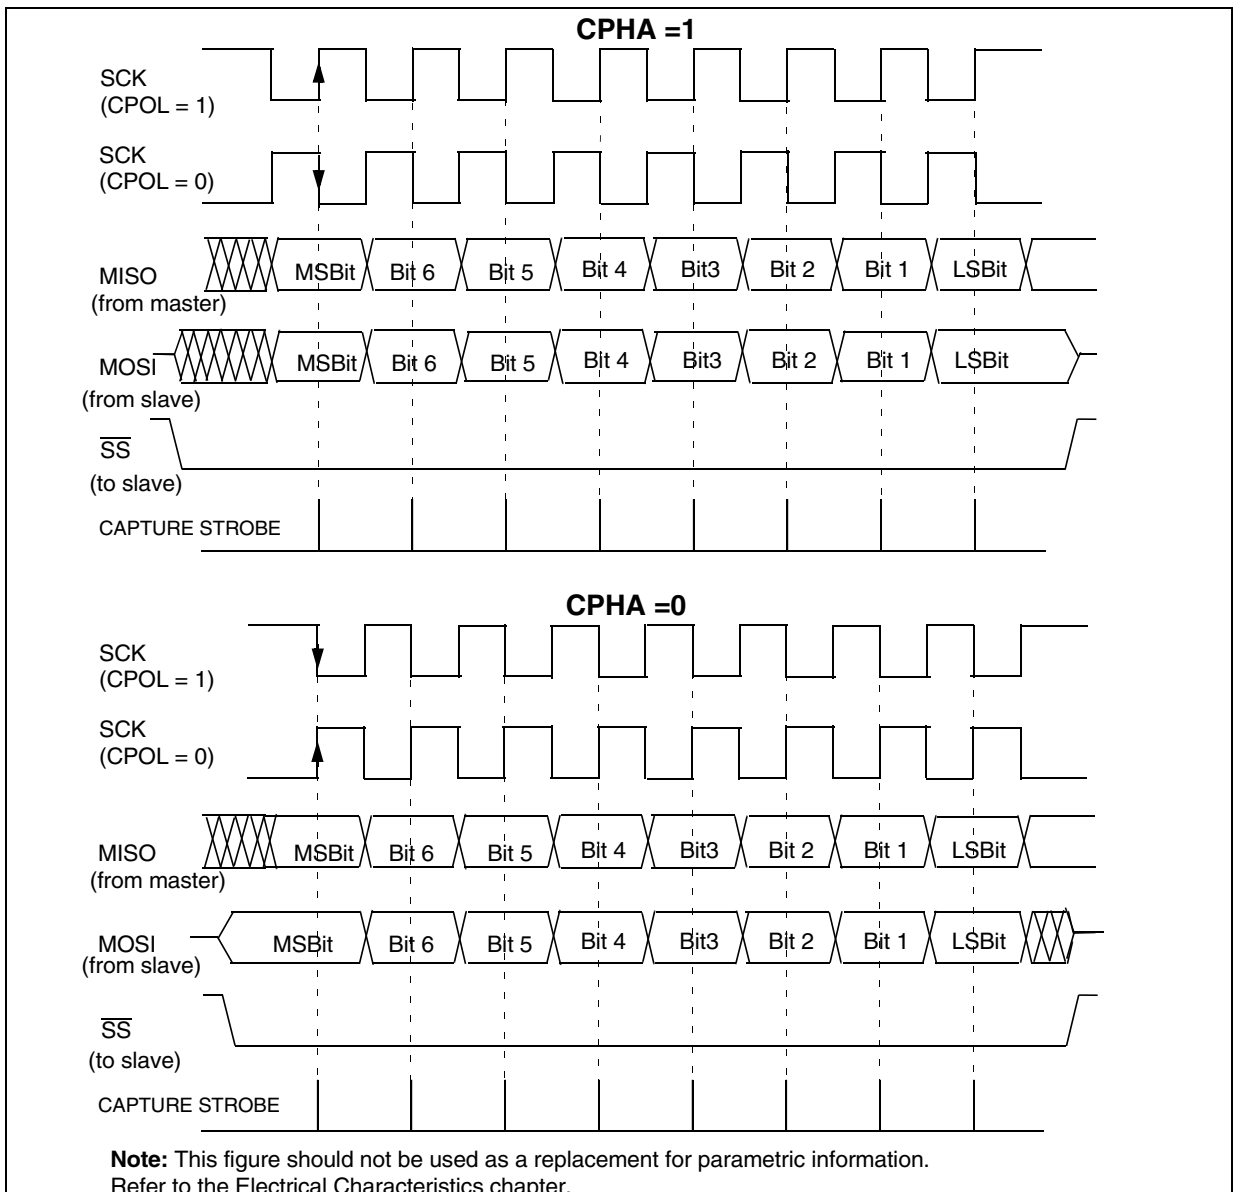 CPHA =1
SCK
(CPOL = 1)
SCK
(CPOL = 0)
MISO
(from master)
MSBit Bit 6 Bit 5 Bit 4 Bit3 Bit 2 Bit 1 LSBit
MOSI
(from slave)
MSBit Bit 6 Bit 5 Bit 4 Bit3 Bit 2 Bit 1 LSBit
SS
(to slave)
CAPTURE STROBE
CPHA =0
SCK
(CPOL = 1)
SCK
(CPOL = 0)
MISO
(from master)
MSBit Bit 6 Bit 5 Bit 4 Bit3 Bit 2 Bit 1 LSBit
MOSI
(from slave)
MSBit Bit 6 Bit 5 Bit 4 Bit3 Bit 2 Bit 1 LSBit
SS
(to slave)
CAPTURE STROBE
Note: This figure should not be used as a replacement for parametric information.
Refer to the Electrical Characteristics chapter.